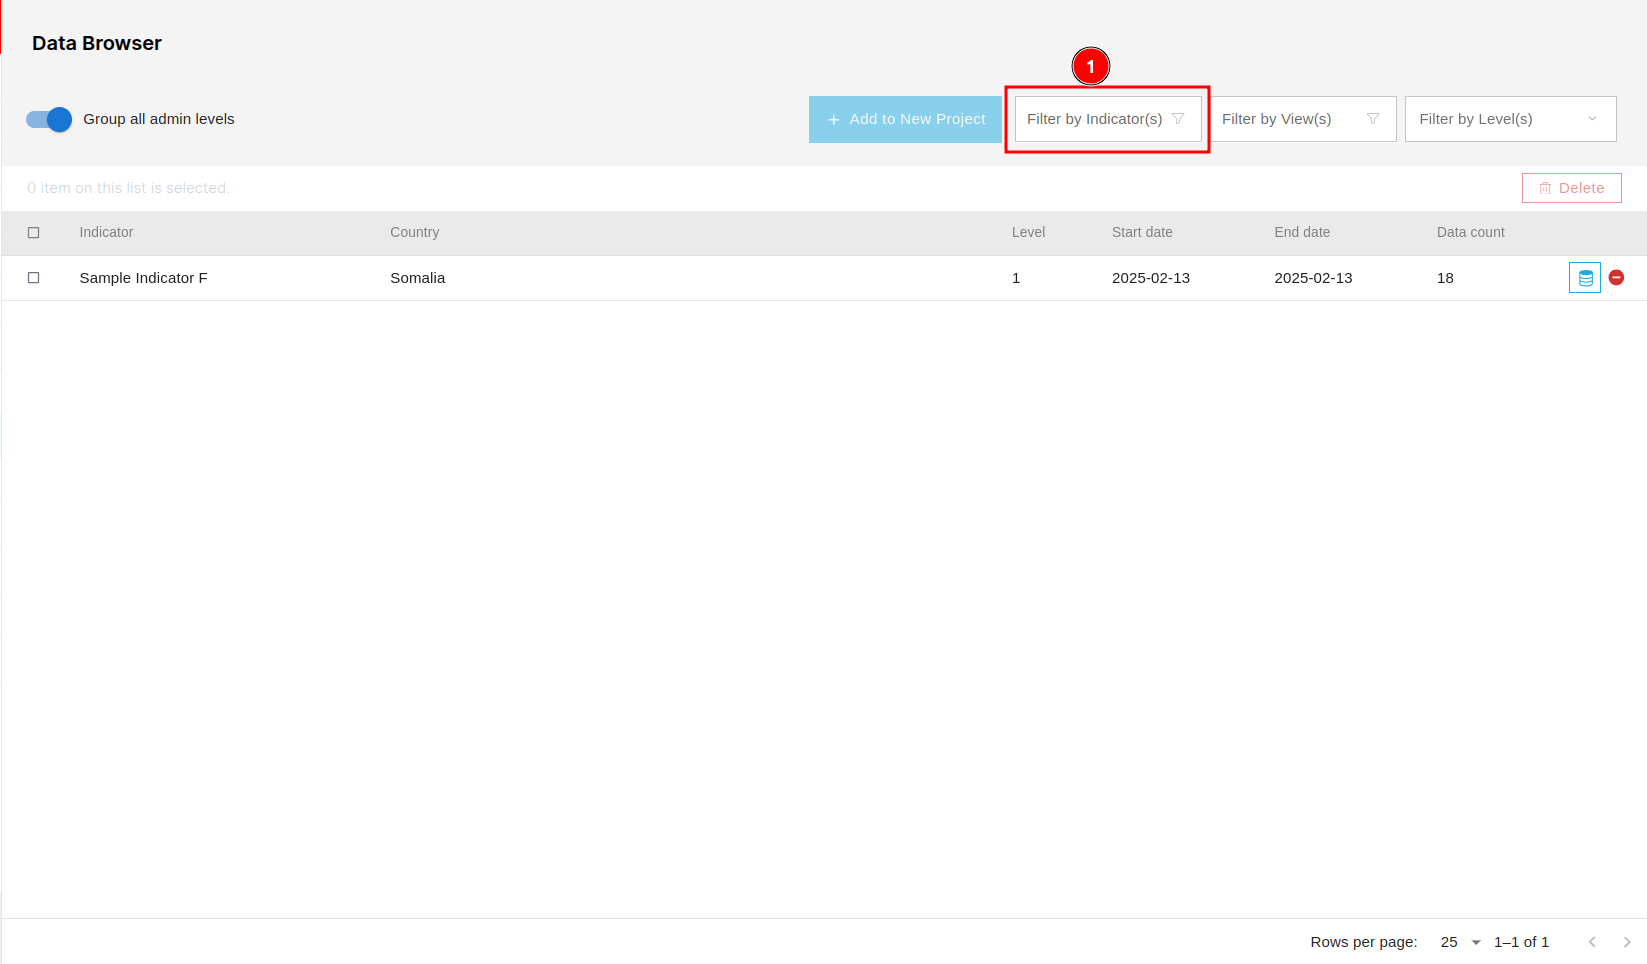 Data Browser
1
Group all admin levels
+ Add to New Project
Filter by Indicator(s)
Filter by View(s)
Filter by Level(s)
0 item on this list is selected.
Delete
Indicator Country Level Start date End date Data count
Sample Indicator F Somalia 1 2025-02-13 2025-02-13 18
Rows per page: 25 1–1 of 1